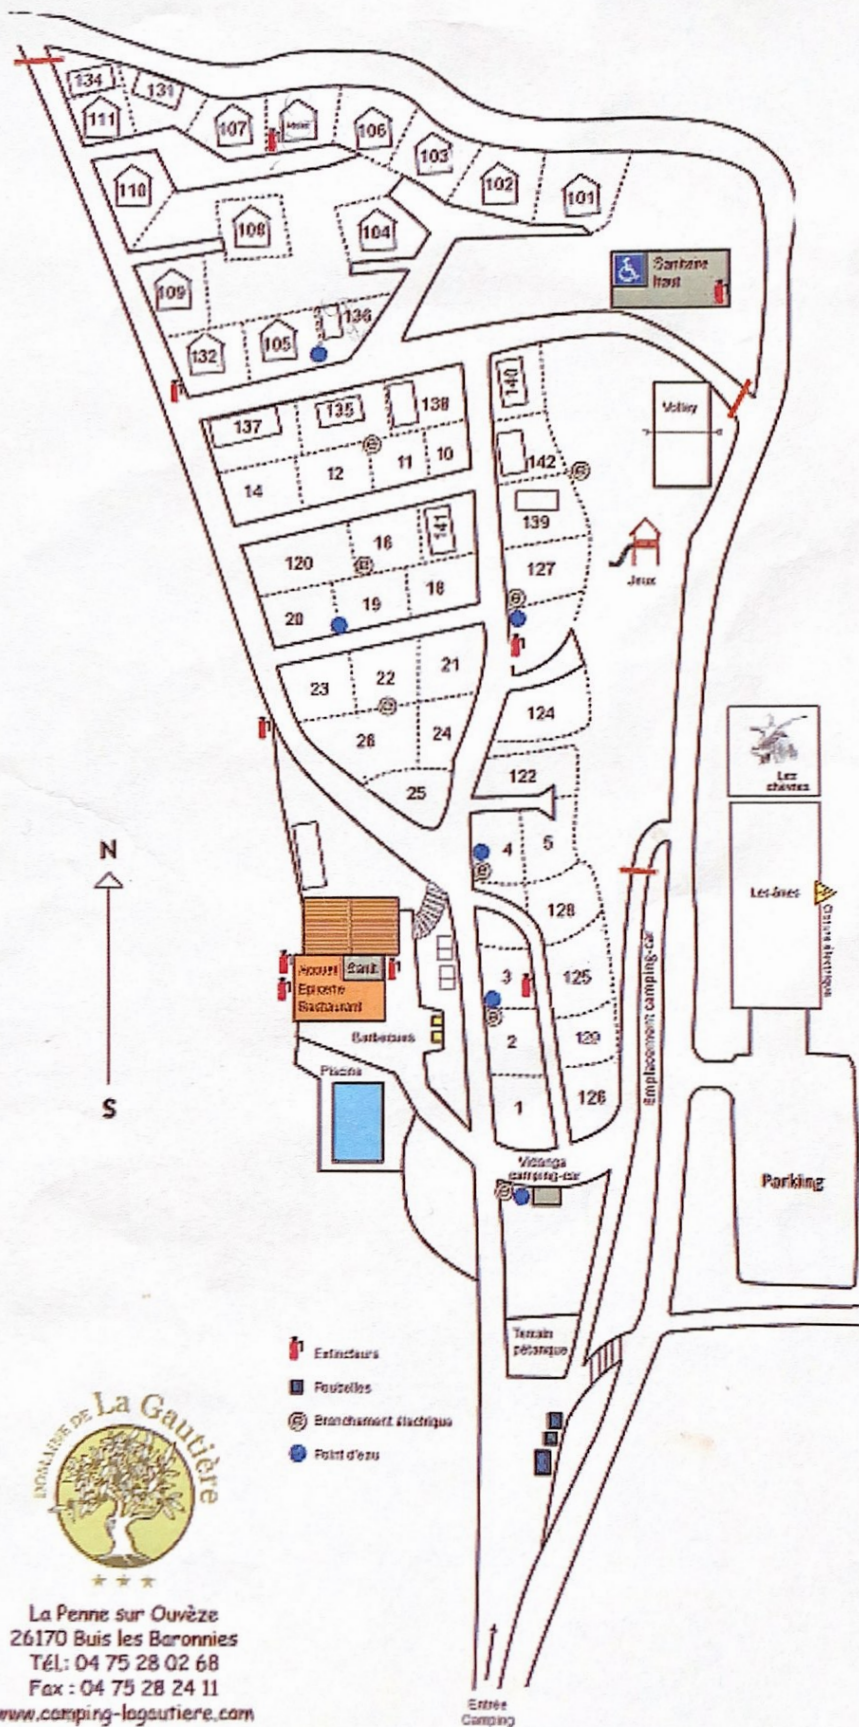 134
131
111
107
106
103
102
101
110
108
104
109
Sanitaire
haut
136
132
105
137
135
138
140
Volley
14
12
11
10
142
139
120
16
141
127
Jeux
20
19
18
23
22
21
124
26
24
122
25
Les
chèvres
4
5
Les ânes
Clôture électrique
128
N
S
Accueil
Sanit.
Epicerie
Restaurant
3
125
Emplacement camping-car
Barbecues
2
129
Piscine
1
126
Vidange
camping-car
Parking
Terrain
pétanque
Extincteurs
Poubelles
Branchement électrique
Point d'eau
DOMAINE DE La Gautière
La Penne sur Ouvèze
26170 Buis les Baronnies
Tél.: 04 75 28 02 68
Fax : 04 75 28 24 11
www.camping-lagautiere.com
Entrée
Camping